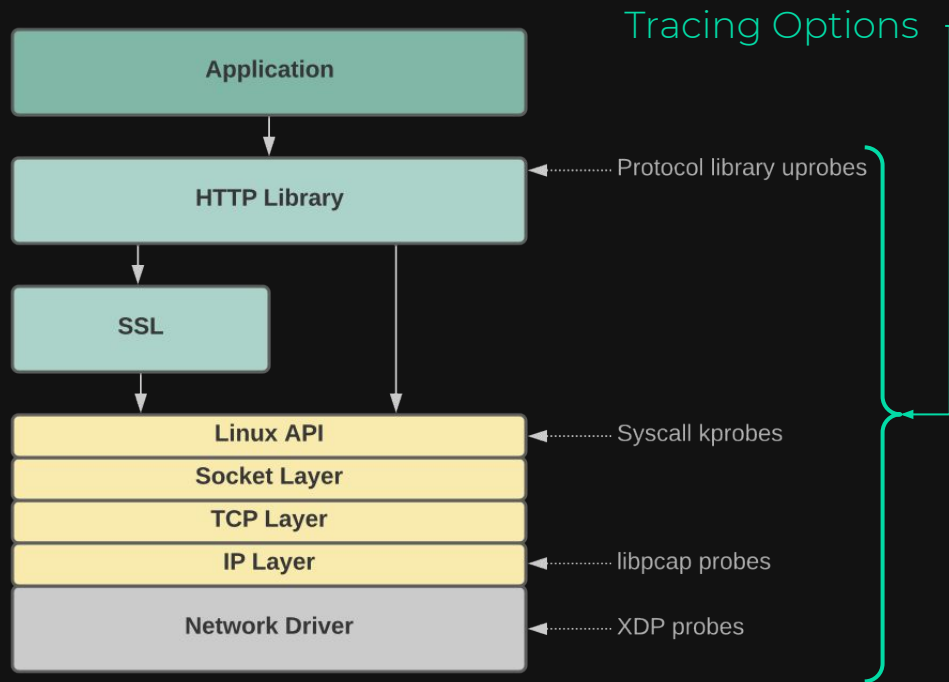 Tracing Options
Application
HTTP Library
Protocol library uprobes
SSL
Linux API
Syscall kprobes
Socket Layer
TCP Layer
IP Layer
libpcap probes
Network Driver
XDP probes